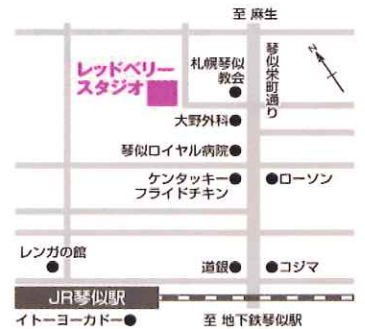 至 麻生
N
レッドベリー
スタジオ
札幌琴似
教会
琴似栄町通り
大野外科
琴似ロイヤル病院
ケンタッキー
フライドチキン
ローソン
レンガの館
道銀
コジマ
JR琴似駅
イトーヨーカドー
至 地下鉄琴似駅